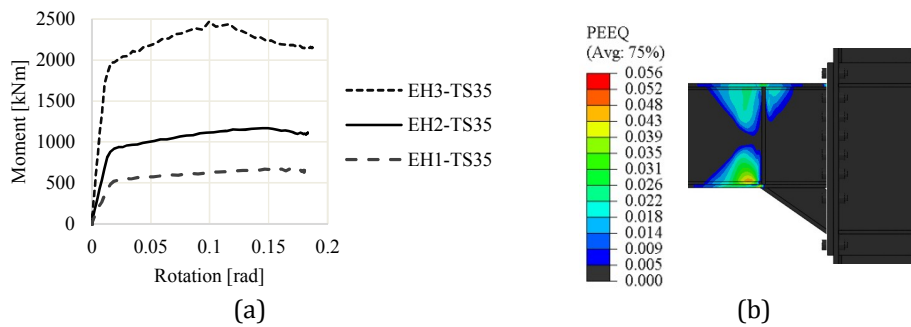 (a)
2500
2000
1500
1000
500
0
Moment [kNm]
0 0.05 0.1 0.15 0.2
Rotation [rad]
EH3-TS35
EH2-TS35
EH1-TS35
(a)
PEEQ
(Avg: 75%)
0.056
0.052
0.048
0.043
0.039
0.035
0.031
0.026
0.022
0.018
0.014
0.009
0.005
0.000
(b)